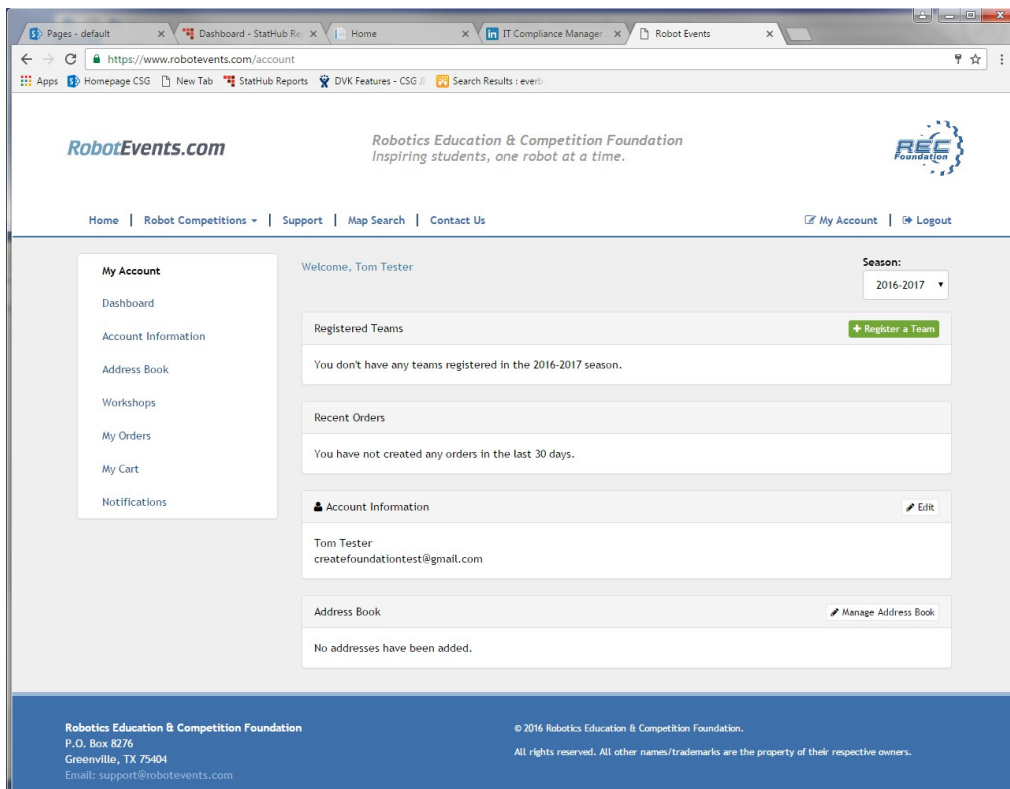 Pages - default
Dashboard - StatHub Re
Home
IT Compliance Manager
Robot Events
https://www.robotevents.com/account
Apps Homepage CSG New Tab StatHub Reports DVK Features - CSG JI Search Results : everb
RobotEvents.com
Robotics Education & Competition Foundation
Inspiring students, one robot at a time.
REC
Foundation
Home | Robot Competitions | Support | Map Search | Contact Us
My Account | Logout
My Account
Dashboard
Account Information
Address Book
Workshops
My Orders
My Cart
Notifications
Welcome, Tom Tester
Season:
2016-2017
Registered Teams
+ Register a Team
You don't have any teams registered in the 2016-2017 season.
Recent Orders
You have not created any orders in the last 30 days.
Account Information
Edit
Tom Tester
createfoundationtest@gmail.com
Address Book
Manage Address Book
No addresses have been added.
Robotics Education & Competition Foundation
P.O. Box 8276
Greenville, TX 75404
Email: support@robotevents.com
© 2016 Robotics Education & Competition Foundation.
All rights reserved. All other names/trademarks are the property of their respective owners.